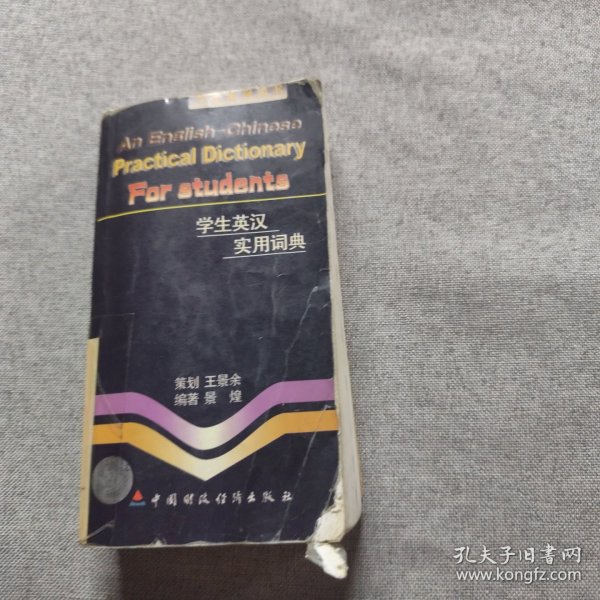 An English-Chinese
Practical Dictionary
For students
学生英汉
实用词典
策划 王景余
编著 景 煌
中国财政经济出版社
孔夫子旧书网
www.kongfz.com